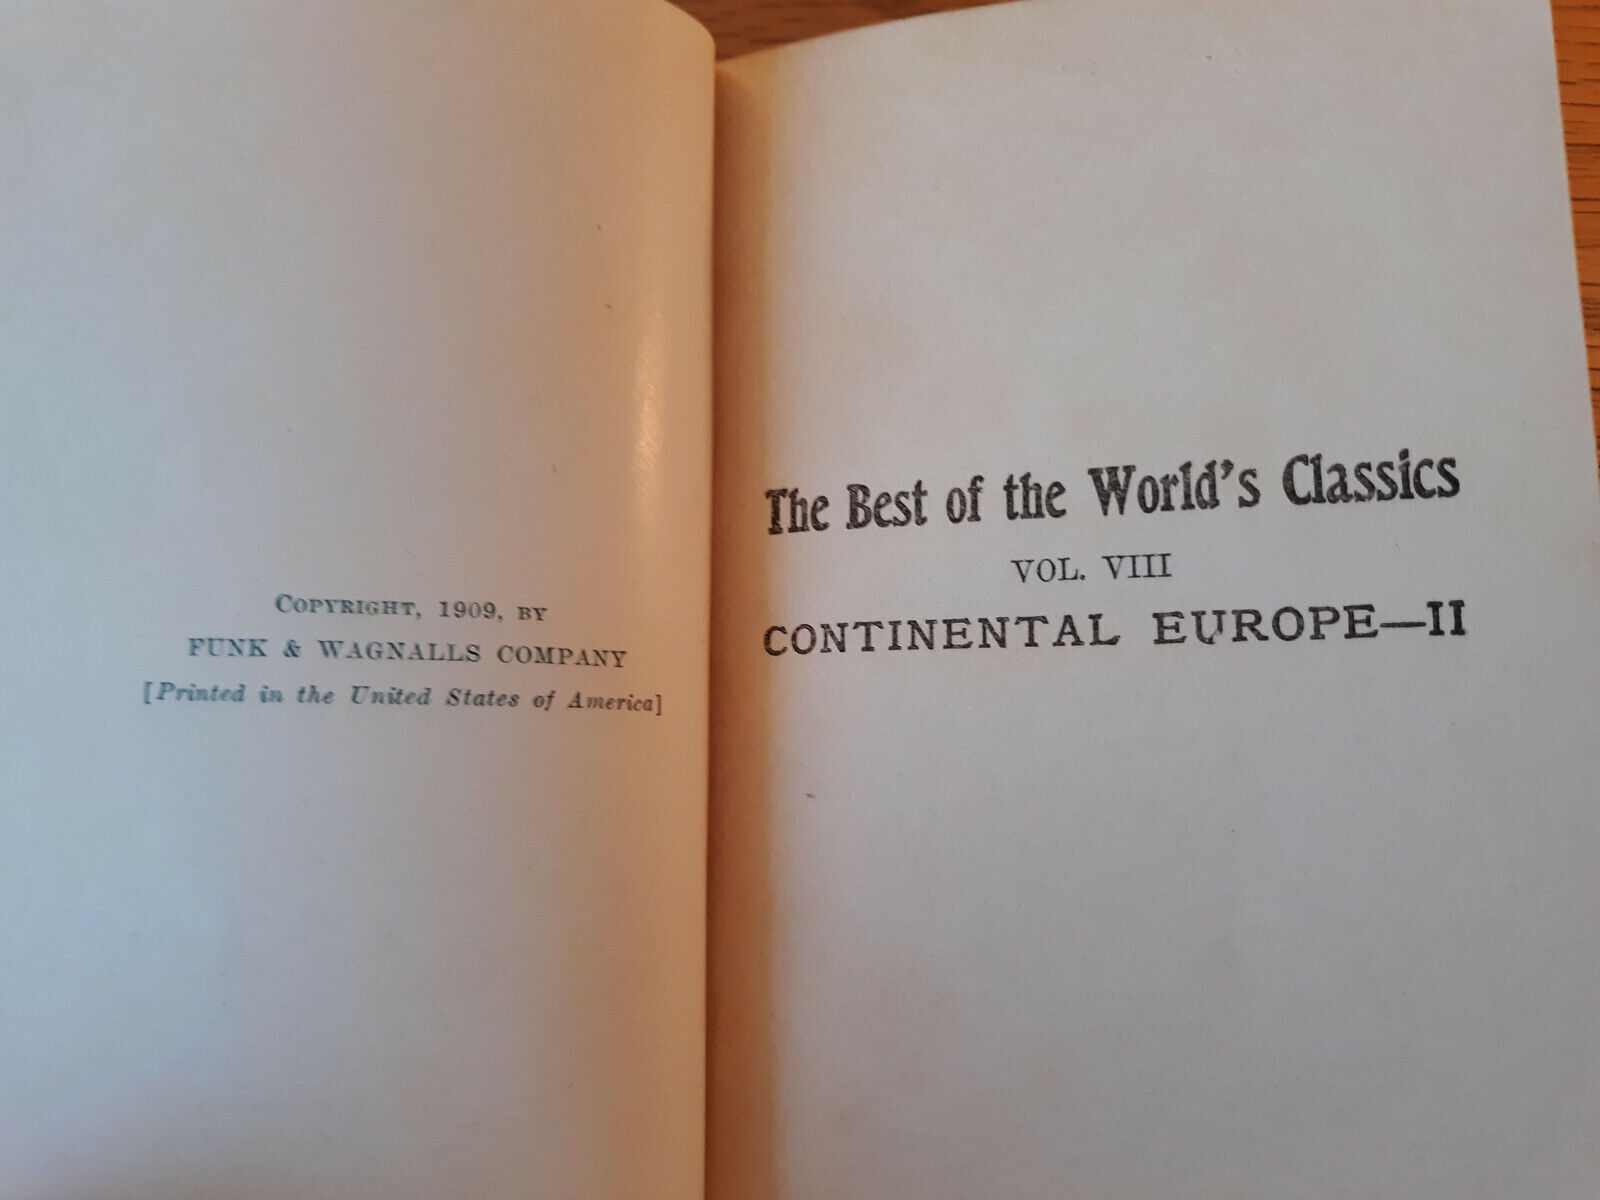 Copyright, 1909, by
FUNK & WAGNALLS COMPANY
[Printed in the United States of America]
The Best of the World's Classics
VOL. VIII
CONTINENTAL EUROPE—II